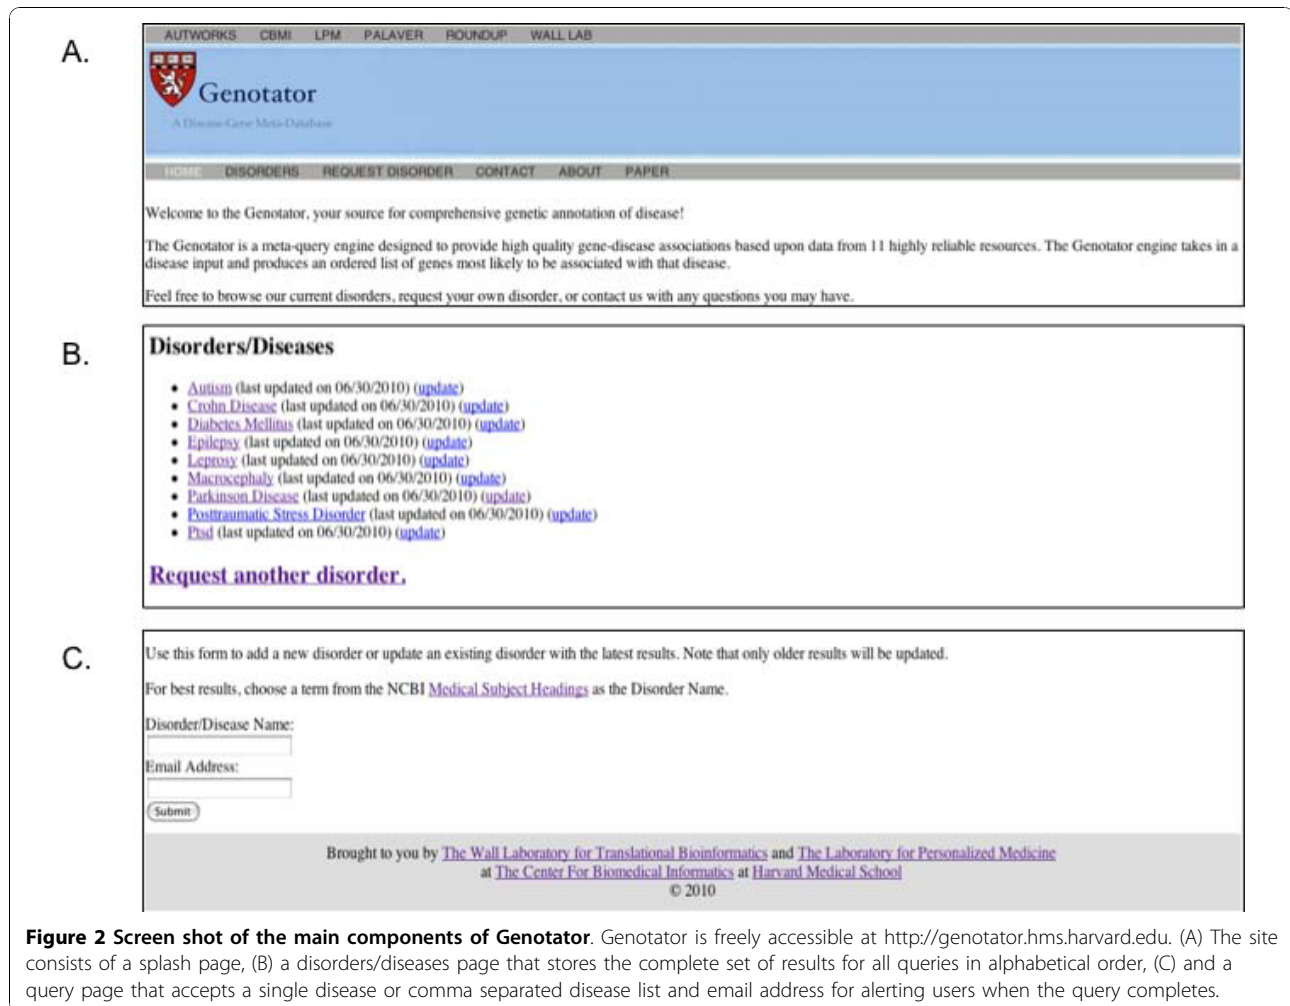 A.
AUTWORKS CBMI LPM PALAVER ROUNDUP WALL LAB
Genotator
A Disease-Gene Meta-Database
HOME DISORDERS REQUEST DISORDER CONTACT ABOUT PAPER
Welcome to the Genotator, your source for comprehensive genetic annotation of disease!
The Genotator is a meta-query engine designed to provide high quality gene-disease associations based upon data from 11 highly reliable resources. The Genotator engine takes in a
disease input and produces an ordered list of genes most likely to be associated with that disease.
Feel free to browse our current disorders, request your own disorder, or contact us with any questions you may have.
B.
Disorders/Diseases
• Autism (last updated on 06/30/2010) (update)
• Crohn Disease (last updated on 06/30/2010) (update)
• Diabetes Mellitus (last updated on 06/30/2010) (update)
• Epilepsy (last updated on 06/30/2010) (update)
• Leprosy (last updated on 06/30/2010) (update)
• Macrocephaly (last updated on 06/30/2010) (update)
• Parkinson Disease (last updated on 06/30/2010) (update)
• Posttraumatic Stress Disorder (last updated on 06/30/2010) (update)
• Ptsd (last updated on 06/30/2010) (update)
Request another disorder.
C.
Use this form to add a new disorder or update an existing disorder with the latest results. Note that only older results will be updated.
For best results, choose a term from the NCBI Medical Subject Headings as the Disorder Name.
Disorder/Disease Name:
Email Address:
Submit
Brought to you by The Wall Laboratory for Translational Bioinformatics and The Laboratory for Personalized Medicine
at The Center For Biomedical Informatics at Harvard Medical School
© 2010
Figure 2 Screen shot of the main components of Genotator. Genotator is freely accessible at http://genotator.hms.harvard.edu. (A) The site
consists of a splash page, (B) a disorders/diseases page that stores the complete set of results for all queries in alphabetical order, (C) and a
query page that accepts a single disease or comma separated disease list and email address for alerting users when the query completes.